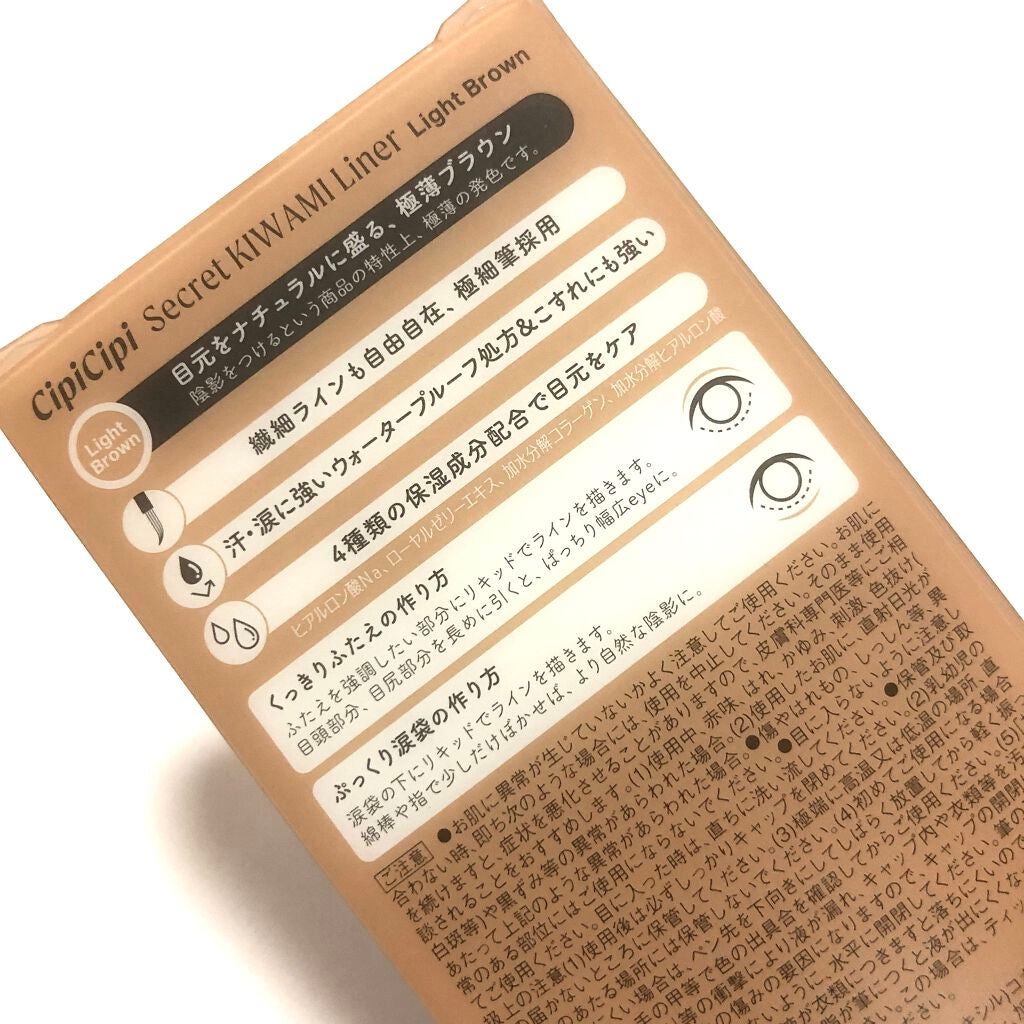 CipiCipi Secret KIWAMI Liner Light Brown
Light Brown
目元をナチュラルに盛る、極薄ブラウン
陰影をつけるという商品の特性上、極薄の発色です。
繊細ラインも自由自在、極細筆採用
汗・涙に強いウォータープルーフ処方&こすれにも強い
4種類の保湿成分配合で目元をケア
ヒアルロン酸Na、ローヤルゼリーエキス、加水分解コラーゲン、加水分解ヒアルロン酸
くっきりふたえの作り方
ふたえを強調したい部分にリキッドでラインを描きます。
目頭部分、目尻部分を長めに引くと、ぱっちり幅広eyeに。
ぷっくり涙袋の作り方
涙袋の下にリキッドでラインを描きます。
綿棒や指で少しだけぼかせば、より自然な陰影に。
ご注意 ●お肌に異常が生じていないかよく注意してご使用ください。お肌に
合わない時、即ち次のような場合には、使用を中止してください。そのまま使用
を続けますと、症状を悪化させることがありますので、皮膚科専門医等にご相
談されることをおすすめします。(1)使用中、赤味、はれ、かゆみ、刺激、色抜け(
白斑等)や黒ずみ等の異常があらわれた場合(2)使用したお肌に、直射日光が
あたって上記のような異常があらわれた場合 ●傷やはれもの、しっしん等、異
常のある部位にはご使用にならないでください。●目に入らないように注意し
てご使用ください。目に入った時は、直ちに洗い流してください。●保管及び取
扱上の注意(1)使用後は必ずしっかりキャップを閉めてください。(2)乳幼児の
の届かないところに保管してください。(3)極端に高温又は低温の場所、直
のあたる場所には保管しないでください。(4)初めてご使用になる場合